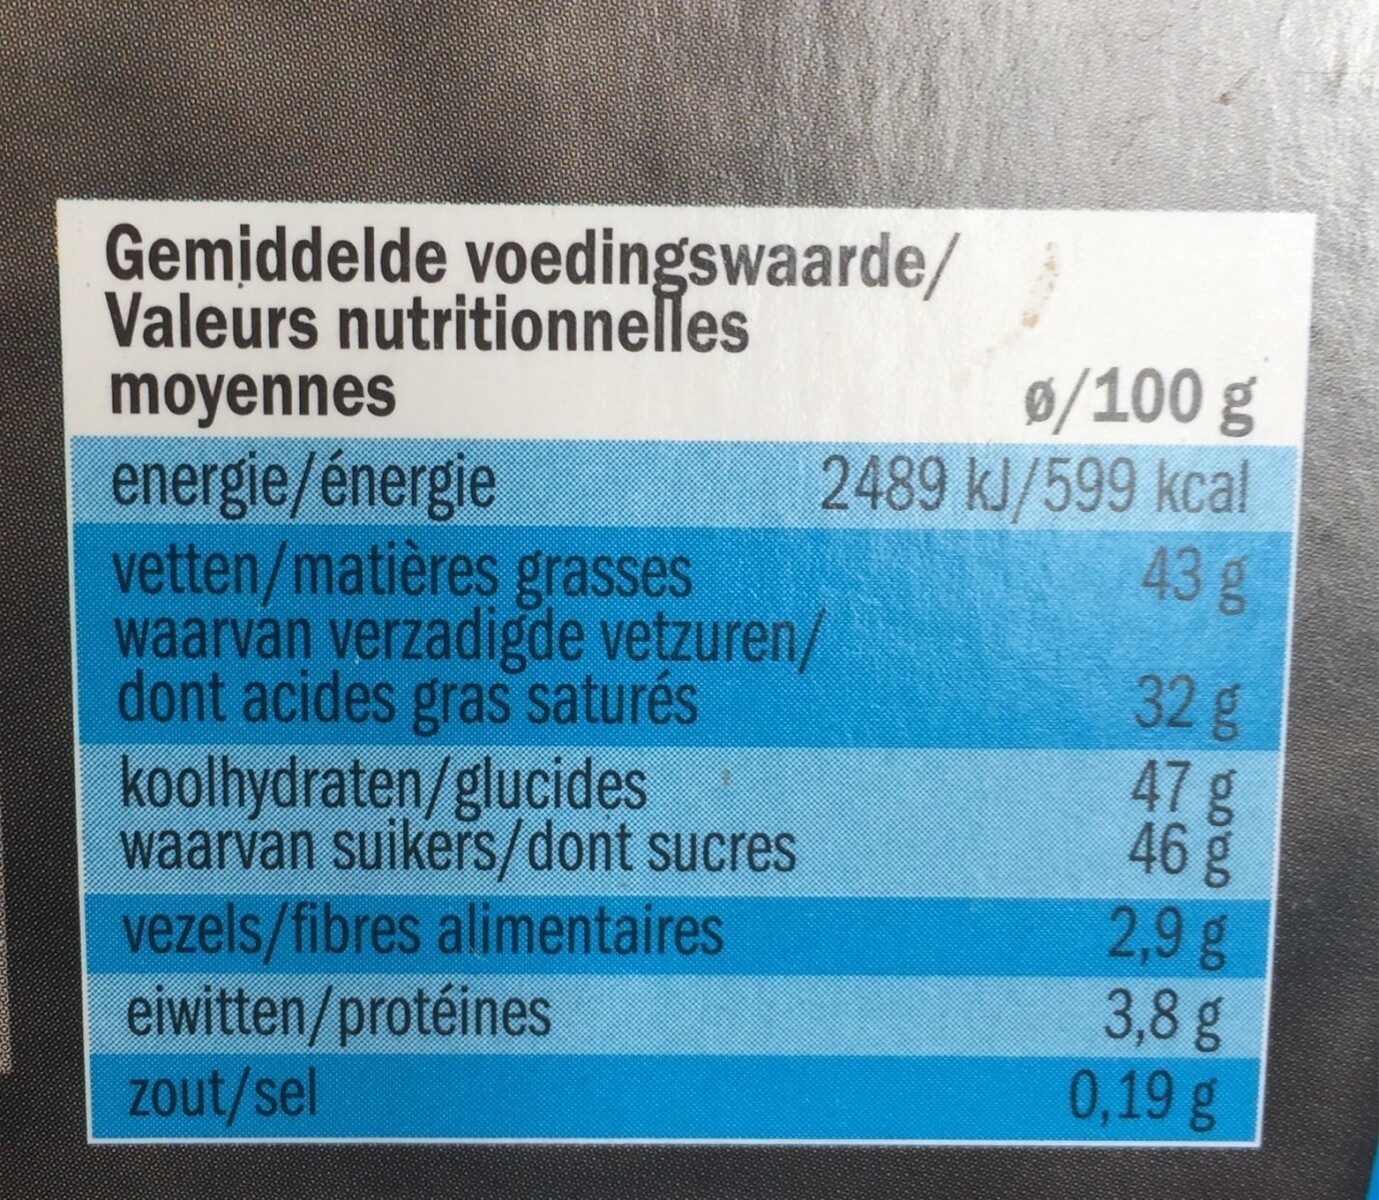 Gemiddelde voedingswaarde/
Valeurs nutritionnelles
moyennes ø/100 g
energie/énergie 2489 kJ/599 kcal
vetten/matières grasses 43 g
waarvan verzadigde vetzuren/
dont acides gras saturés 32 g
koolhydraten/glucides 47 g
waarvan suikers/dont sucres 46 g
vezels/fibres alimentaires 2,9 g
eiwitten/protéines 3,8 g
zout/sel 0,19 g